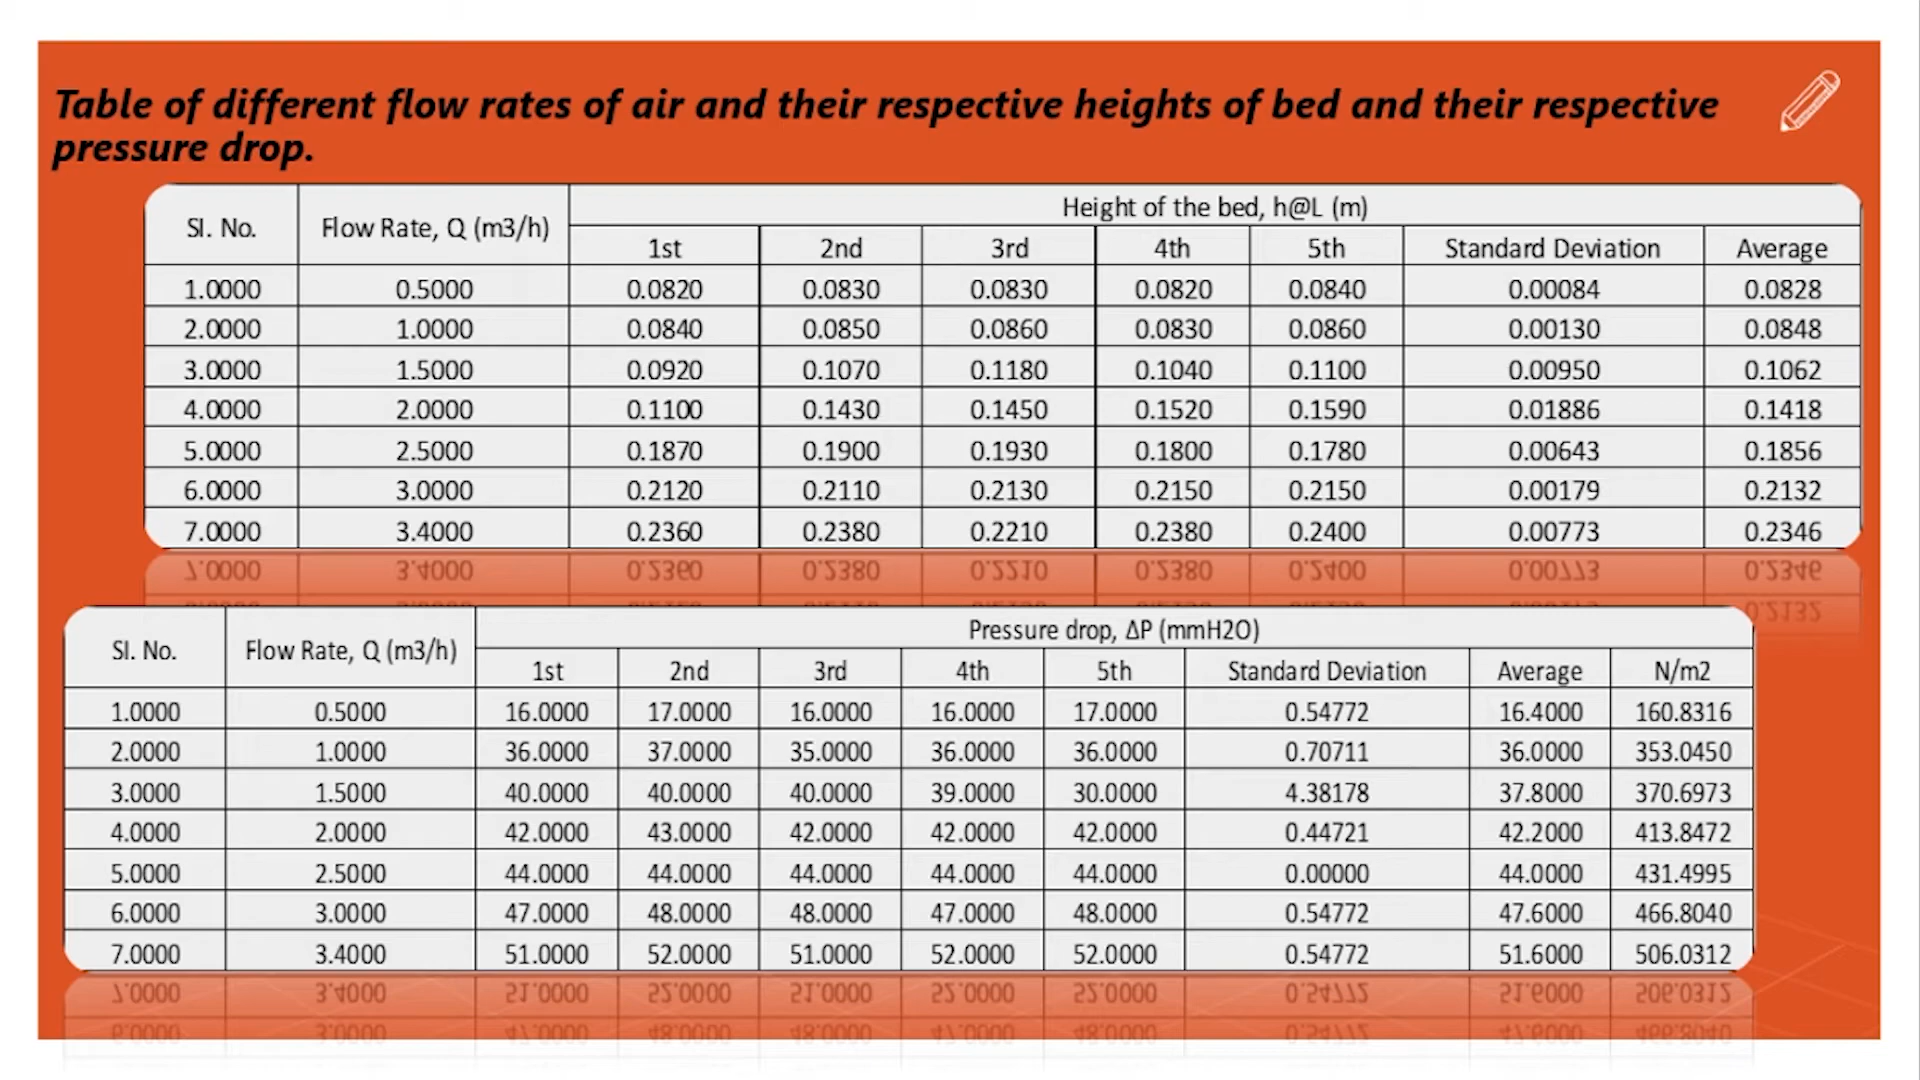 Table of different flow rates of air and their respective heights of bed and their respective
pressure drop.
Sl. No. Flow Rate, Q (m3/h) Height of the bed, h@L (m)
1st 2nd 3rd 4th 5th Standard Deviation Average
1.0000 0.5000 0.0820 0.0830 0.0830 0.0820 0.0840 0.00084 0.0828
2.0000 1.0000 0.0840 0.0850 0.0860 0.0830 0.0860 0.00130 0.0848
3.0000 1.5000 0.0920 0.1070 0.1180 0.1040 0.1100 0.00950 0.1062
4.0000 2.0000 0.1100 0.1430 0.1450 0.1520 0.1590 0.01886 0.1418
5.0000 2.5000 0.1870 0.1900 0.1930 0.1800 0.1780 0.00643 0.1856
6.0000 3.0000 0.2120 0.2110 0.2130 0.2150 0.2150 0.00179 0.2132
7.0000 3.4000 0.2360 0.2380 0.2210 0.2380 0.2400 0.00773 0.2346
Sl. No. Flow Rate, Q (m3/h) Pressure drop, ΔP (mmH2O)
1st 2nd 3rd 4th 5th Standard Deviation Average N/m2
1.0000 0.5000 16.0000 17.0000 16.0000 16.0000 17.0000 0.54772 16.4000 160.8316
2.0000 1.0000 36.0000 37.0000 35.0000 36.0000 36.0000 0.70711 36.0000 353.0450
3.0000 1.5000 40.0000 40.0000 40.0000 39.0000 30.0000 4.38178 37.8000 370.6973
4.0000 2.0000 42.0000 43.0000 42.0000 42.0000 42.0000 0.44721 42.2000 413.8472
5.0000 2.5000 44.0000 44.0000 44.0000 44.0000 44.0000 0.00000 44.0000 431.4995
6.0000 3.0000 47.0000 48.0000 48.0000 47.0000 48.0000 0.54772 47.6000 466.8040
7.0000 3.4000 51.0000 52.0000 51.0000 52.0000 52.0000 0.54772 51.6000 506.0312